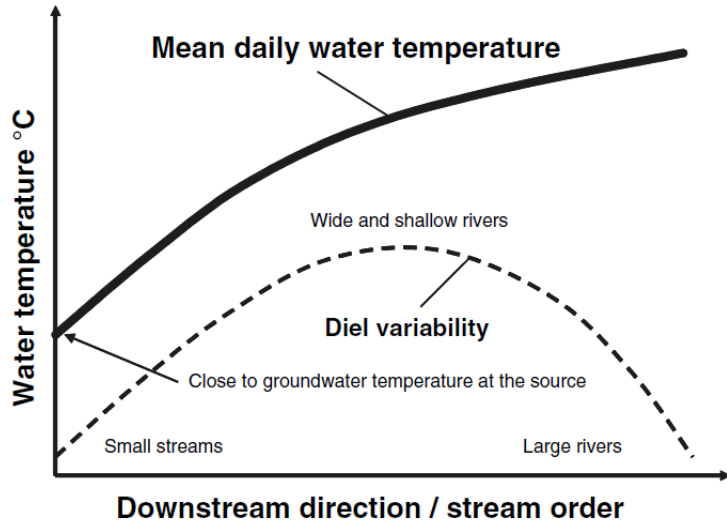 Mean daily water temperature
Water temperature °C
Wide and shallow rivers
Diel variability
Close to groundwater temperature at the source
Small streams
Large rivers
Downstream direction / stream order